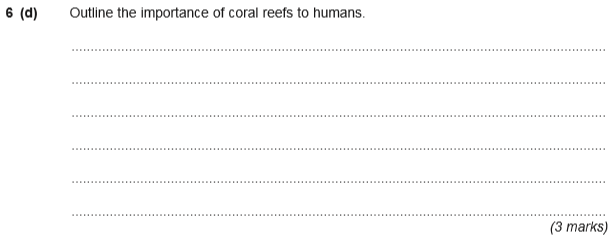 6 (d) Outline the importance of coral reefs to humans.
(3 marks)